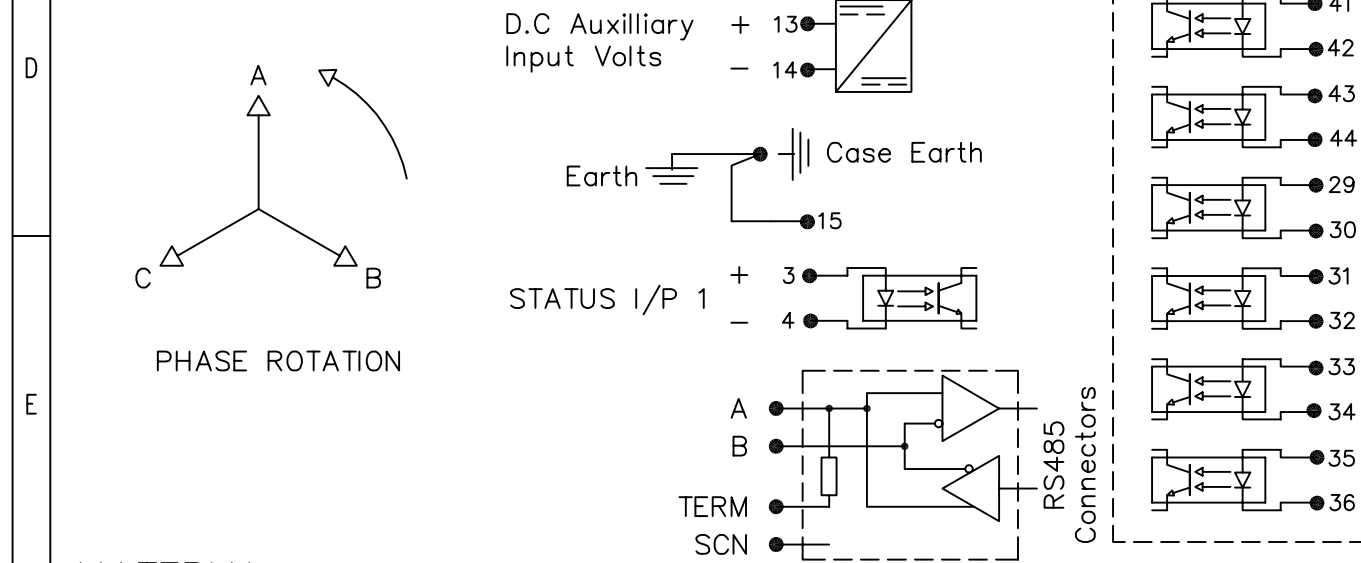 D
E
A
C
B
PHASE ROTATION
D.C Auxilliary
Input Volts
+ 13
− 14
Earth
Case Earth
15
STATUS I/P 1
+ 3
− 4
A
B
TERM
SCN
RS485
Connectors
41
42
43
44
29
30
31
32
33
34
35
36